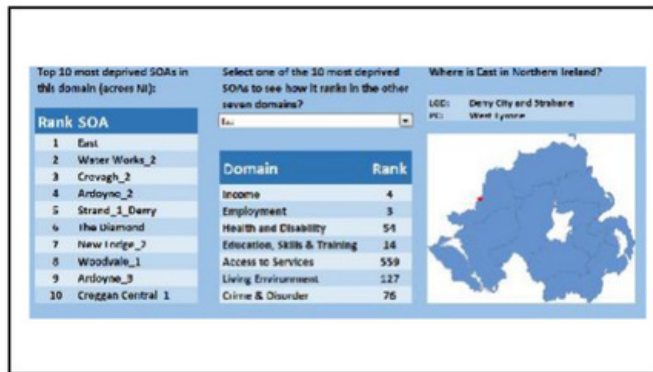 Top 10 most deprived SOAs in
this domain (across NI):
Rank SOA
1 East
2 Water Works_2
3 Crevagh_2
4 Ardoyne_2
5 Strand_1_Derry
6 The Diamond
7 New Lodge_2
8 Woodvale_1
9 Ardoyne_3
10 Creggan Central_1
Select one of the 10 most deprived
SOAs to see how it ranks in the other
seven domains?
East
Domain Rank
Income 4
Employment 3
Health and Disability 54
Education, Skills & Training 14
Access to Services 559
Living Environment 127
Crime & Disorder 76
Where is East in Northern Ireland?
LGD: Derry City and Strabane
PC: West Tyrone